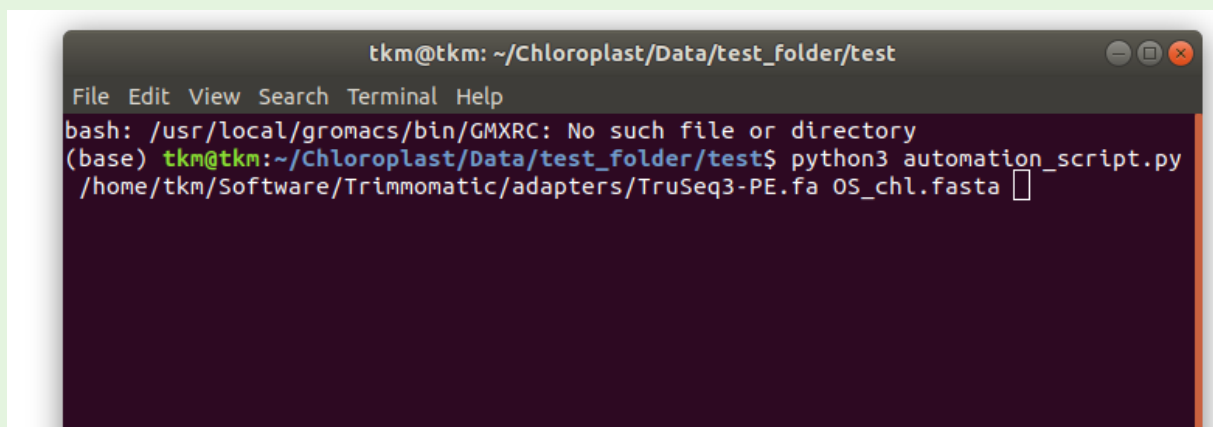 tkm@tkm: ~/Chloroplast/Data/test_folder/test
File Edit View Search Terminal Help
bash: /usr/local/gromacs/bin/GMXRC: No such file or directory
(base) tkm@tkm:~/Chloroplast/Data/test_folder/test$ python3 automation_script.py
/home/tkm/Software/Trimmomatic/adapters/TruSeq3-PE.fa OS_chl.fasta